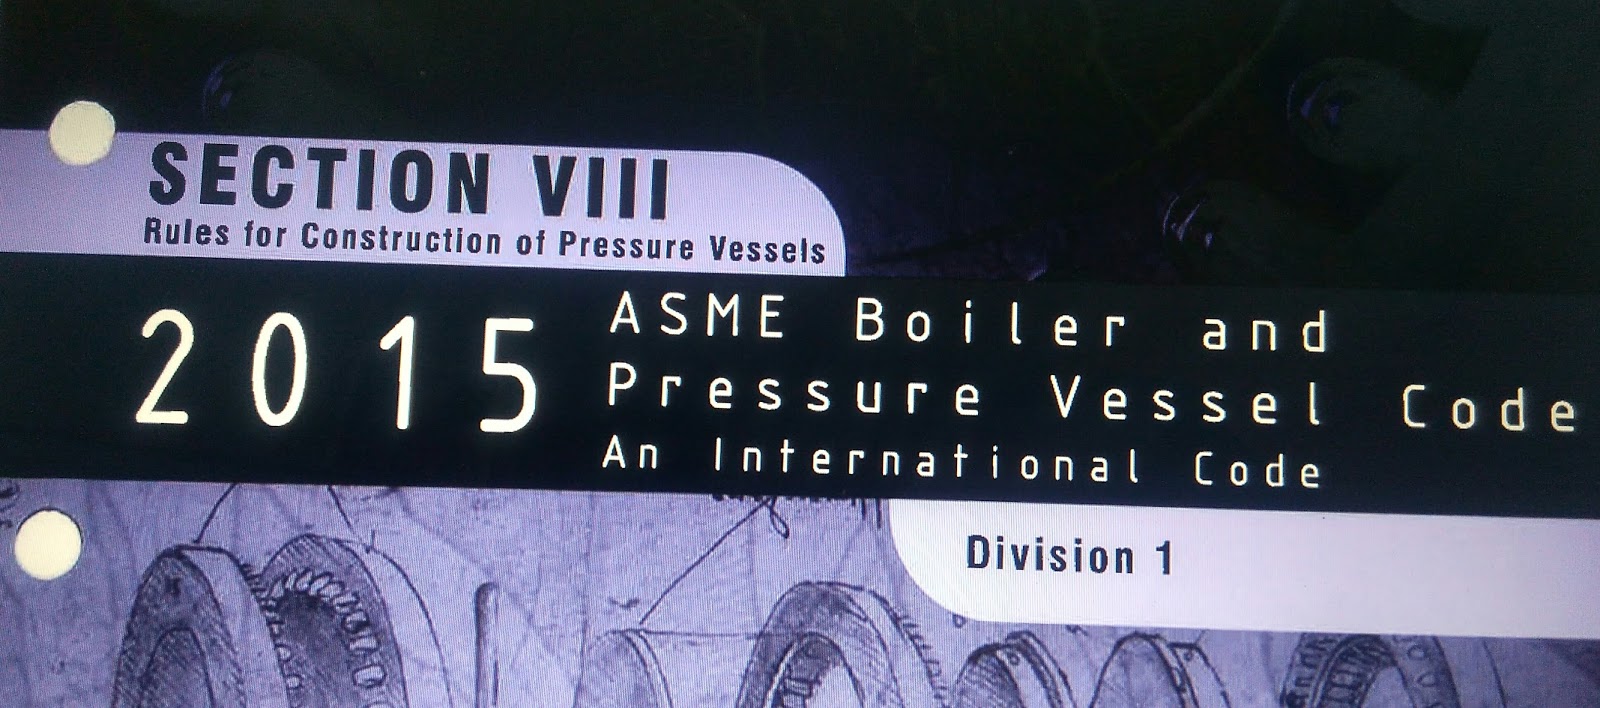 SECTION VIII
Rules for Construction of Pressure Vessels
2015
ASME Boiler and
Pressure Vessel Code
An International Code
Division 1